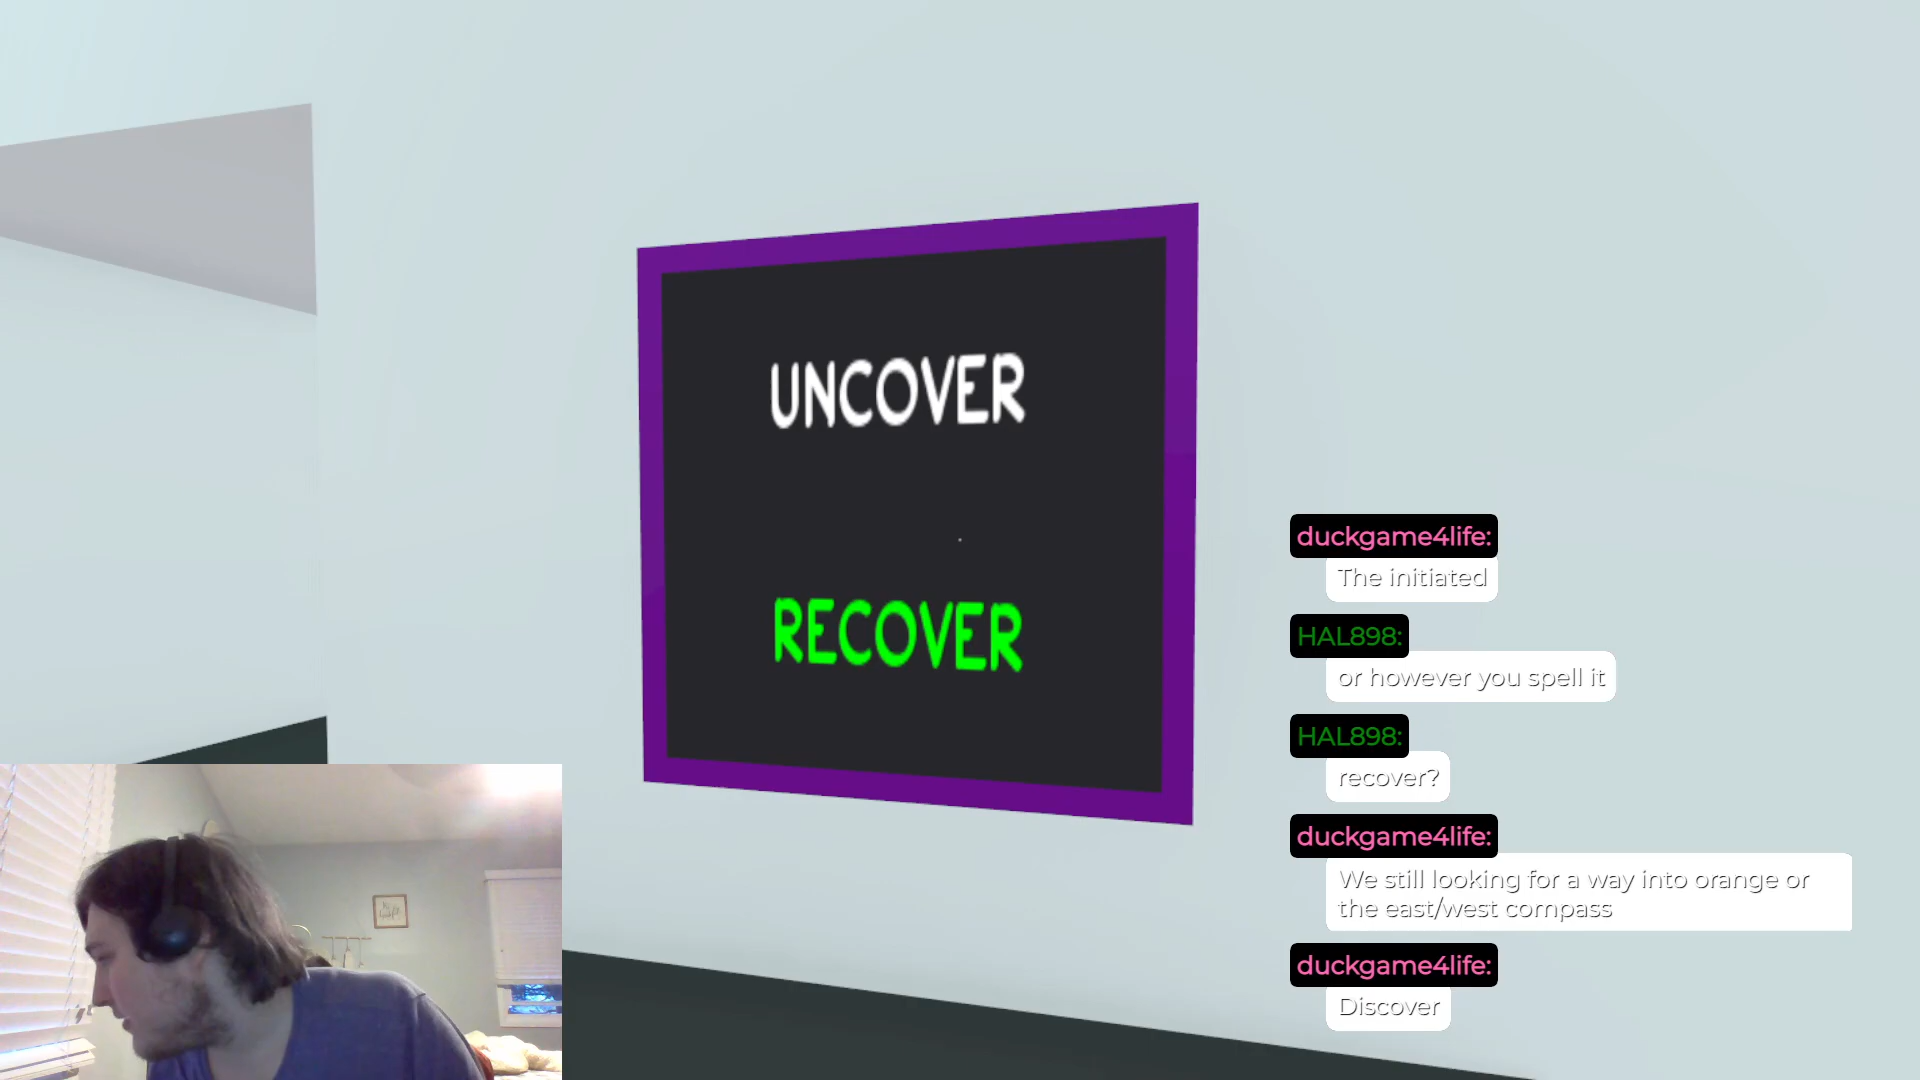 UNCOVER
RECOVER
duckgame4life:
The initiated
HAL898:
or however you spell it
HAL898:
recover?
duckgame4life:
We still looking for a way into orange or
the east/west compass
duckgame4life:
Discover